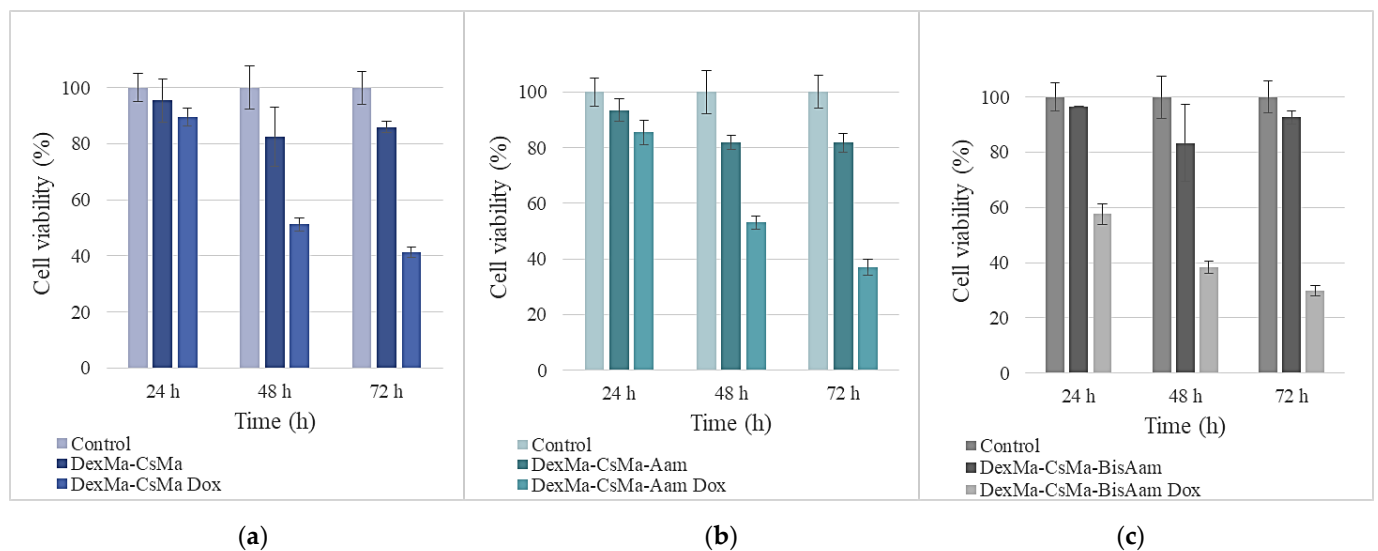 Cell viability (%)
100
80
60
40
20
0
24 h 48 h 72 h
Time (h)
Control
DexMa-CsMa
DexMa-CsMa Dox
Cell viability (%)
100
80
60
40
20
0
24 h 48 h 72 h
Time (h)
Control
DexMa-CsMa-Aam
DexMa-CsMa-Aam Dox
Cell viability (%)
100
80
60
40
20
0
24 h 48 h 72 h
Time (h)
Control
DexMa-CsMa-BisAam
DexMa-CsMa-BisAam Dox
(a) (b) (c)